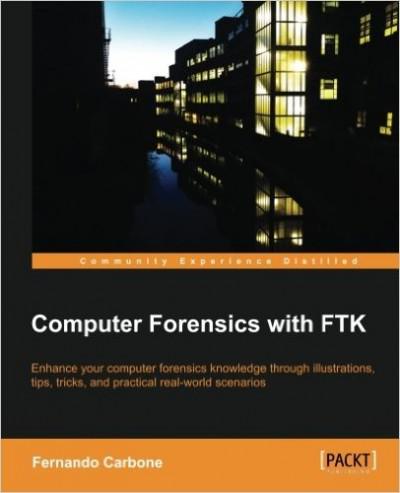 Community Experience Distilled
Computer Forensics with FTK
Enhance your computer forensics knowledge through illustrations,
tips, tricks, and practical real-world scenarios
Fernando Carbone
[PACKT]
PUBLISHING